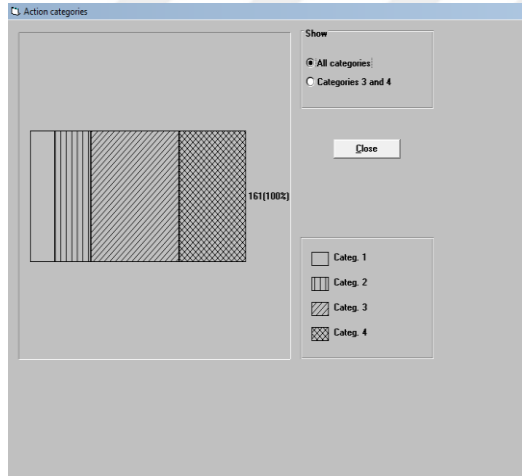 Action categories
Show
All categories
Categories 3 and 4
Close
161(100%)
Categ. 1
Categ. 2
Categ. 3
Categ. 4